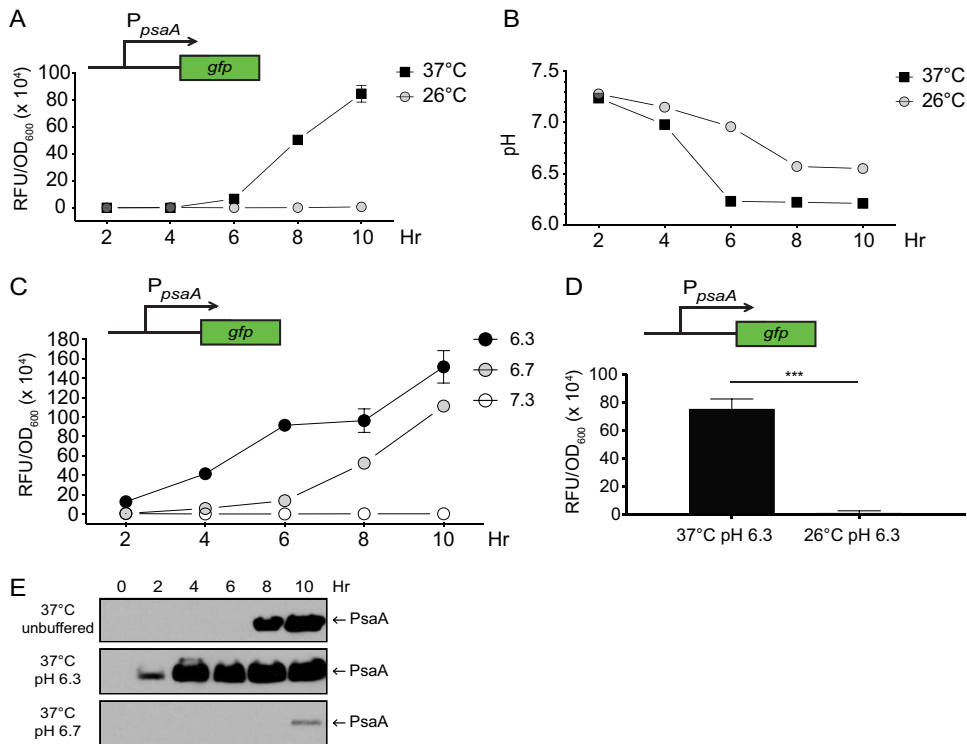 A
P psaA
gfp
37°C
26°C
RFU/OD600 (x 10⁴)
100
80
60
40
20
0
2 4 6 8 10 Hr
B
37°C
26°C
pH
7.5
7.0
6.5
6.0
2 4 6 8 10 Hr
C
P psaA
gfp
6.3
6.7
7.3
RFU/OD600 (x 10⁴)
180
160
140
120
100
80
60
40
20
0
2 4 6 8 10 Hr
D
P psaA
gfp
***
RFU/OD600 (x 10⁴)
100
80
60
40
20
0
37°C pH 6.3 26°C pH 6.3
E
0 2 4 6 8 10 Hr
37°C
unbuffered
← PsaA
37°C
pH 6.3
← PsaA
37°C
pH 6.7
← PsaA